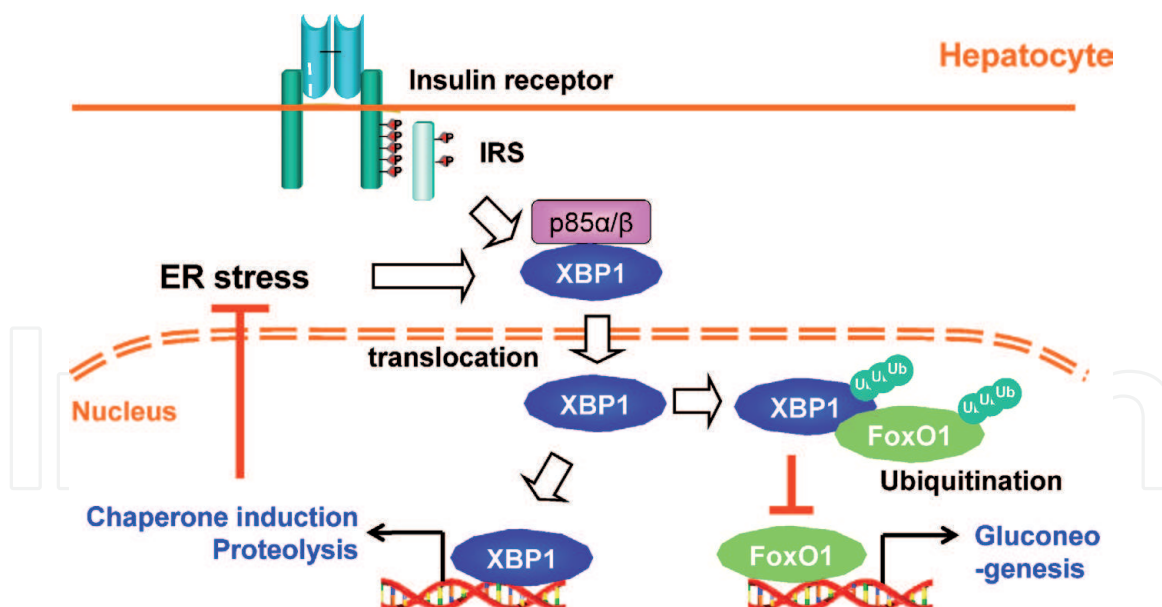 Hepatocyte
Insulin receptor
P
P
P
P
P
P
P
IRS
p85α/β
XBP1
ER stress
translocation
Nucleus
XBP1
XBP1
Ub
Ub
Ub
FoxO1
Ub
Ub
Ub
Ubiquitination
Chaperone induction
Proteolysis
XBP1
FoxO1
Gluconeo
-genesis